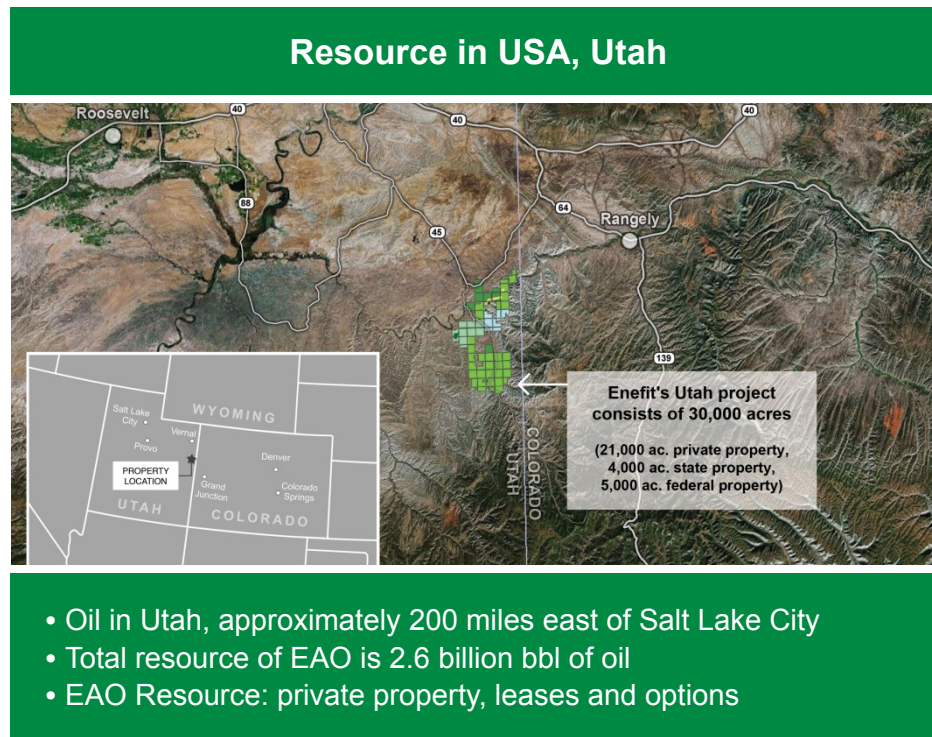 Resource in USA, Utah
Roosevelt
40
40
40
88
45
64
Rangely
139
Enefit's Utah project
consists of 30,000 acres
(21,000 ac. private property,
4,000 ac. state property,
5,000 ac. federal property)
UTAH
COLORADO
WYOMING
Salt Lake
City
Vernal
Provo
PROPERTY
LOCATION
Denver
Grand
Junction
Colorado
Springs
UTAH
COLORADO
• Oil in Utah, approximately 200 miles east of Salt Lake City
• Total resource of EAO is 2.6 billion bbl of oil
• EAO Resource: private property, leases and options